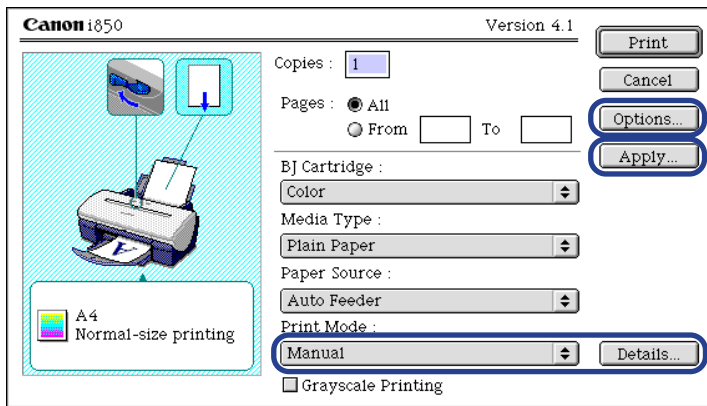 Canon i850
Version 4.1
Print
Copies : 1
Cancel
Pages : All
Options...
From To
Apply...
BJ Cartridge :
Color
Media Type :
Plain Paper
Paper Source :
Auto Feeder
A4
Normal-size printing
Print Mode :
Manual
Details...
Grayscale Printing